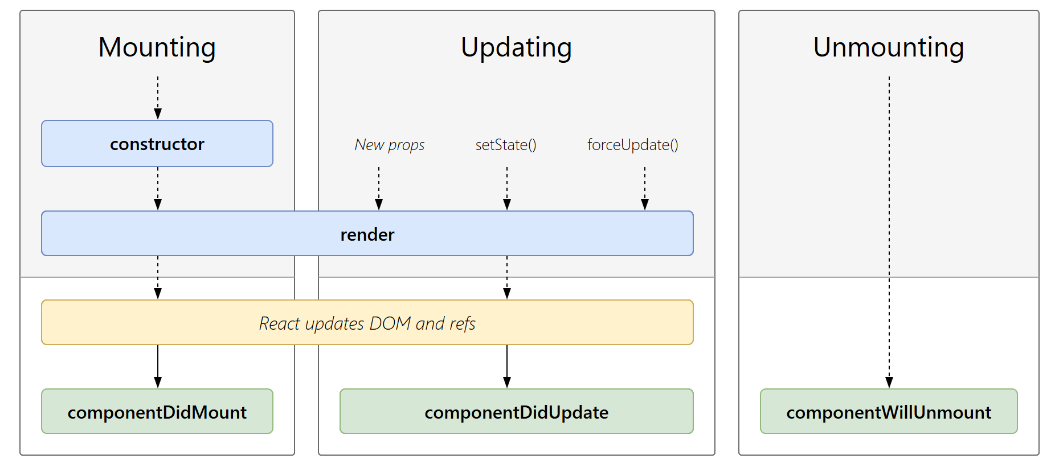 Mounting
Updating
Unmounting
constructor
New props
setState()
forceUpdate()
render
React updates DOM and refs
componentDidMount
componentDidUpdate
componentWillUnmount